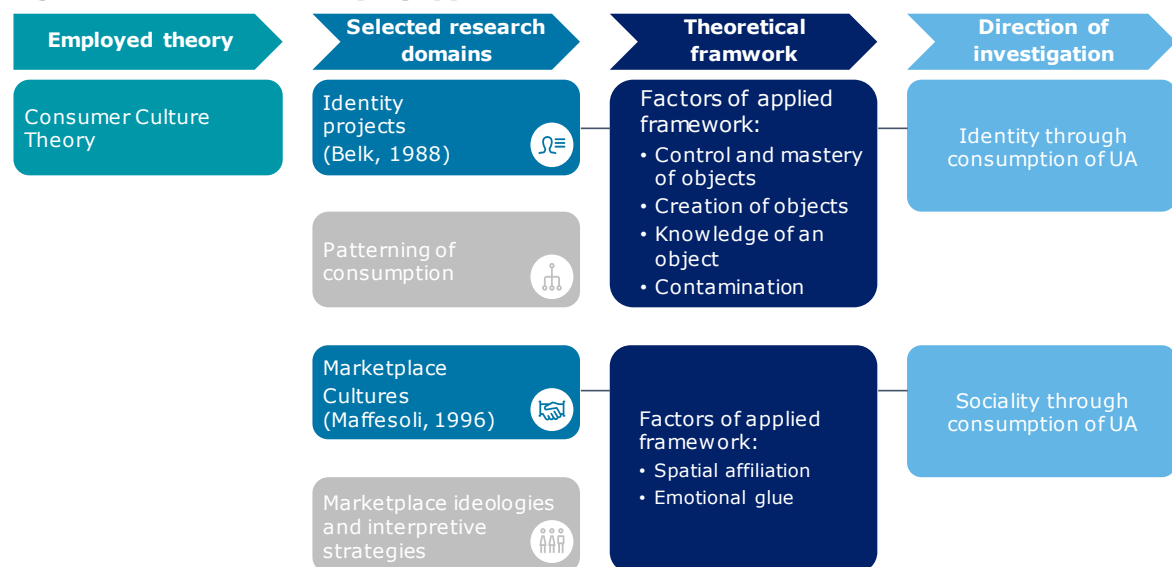 Employed theory
Selected research
domains
Theoretical
framwork
Direction of
investigation
Consumer Culture
Theory
Identity
projects
(Belk, 1988)
Patterning of
consumption
Marketplace
Cultures
(Maffesoli, 1996)
Marketplace ideologies
and interpretive
strategies
Factors of applied
framework:
• Control and mastery
of objects
• Creation of objects
• Knowledge of an
object
• Contamination
Factors of applied
framework:
• Spatial affiliation
• Emotional glue
Identity through
consumption of UA
Sociality through
consumption of UA